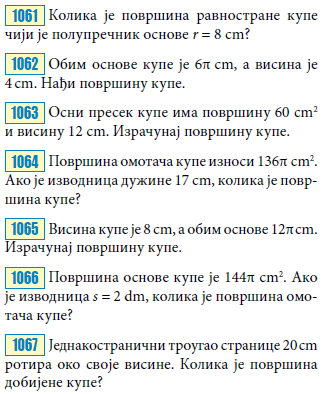 1061 Колика је површина равностране купе
чији је полупречник основе r = 8 cm?
1062 Обим основе купе је 6π cm, а висина је
4 cm. Нађи површину купе.
1063 Осни пресек купе има површину 60 cm²
и висину 12 cm. Израчунај површину купе.
1064 Површина омотача купе износи 136π cm².
Ако је изводница дужине 17 cm, колика је повр-
шина купе?
1065 Висина купе је 8 cm, а обим основе 12π cm.
Израчунај површину купе.
1066 Површина основе купе је 144π cm². Ако
је изводница s = 2 dm, колика је површина омо-
тача купе?
1067 Једнакостранични троугао странице 20 cm
ротира око своје висине. Колика је површина
добијене купе?